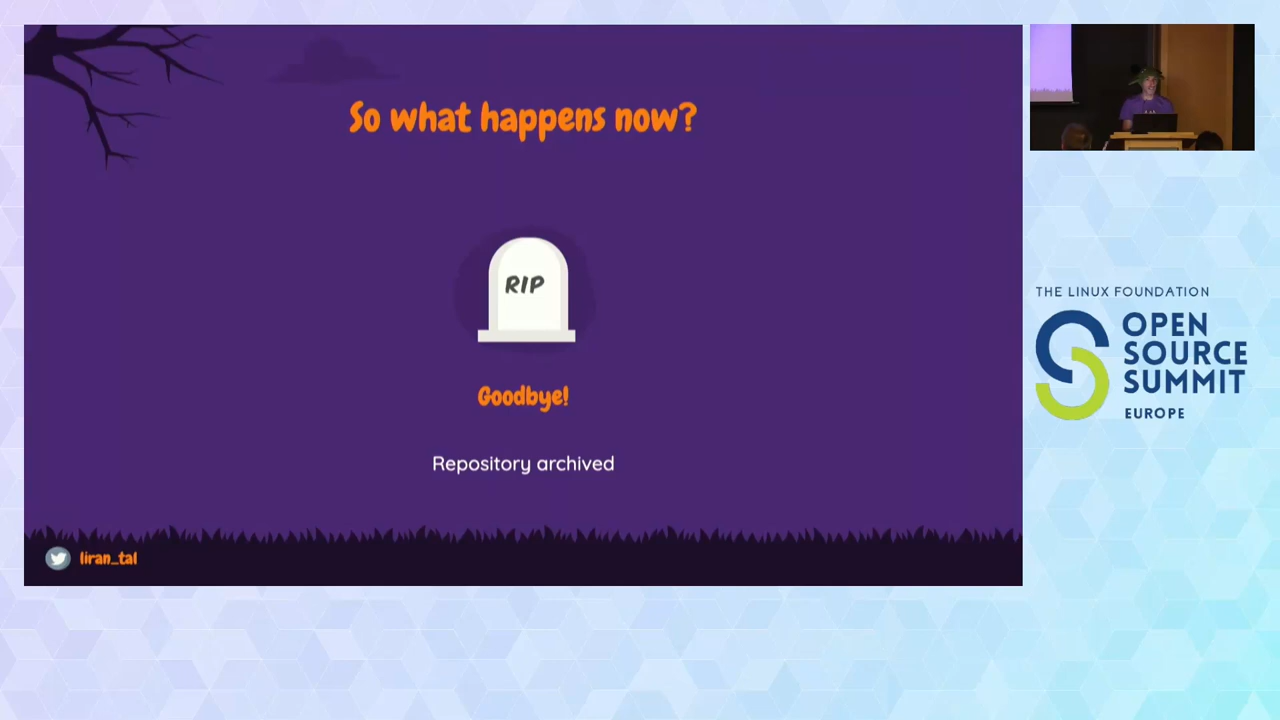 So what happens now?
RIP
Goodbye!
Repository archived
liran_tal
THE LINUX FOUNDATION
OPEN
SOURCE
SUMMIT
EUROPE